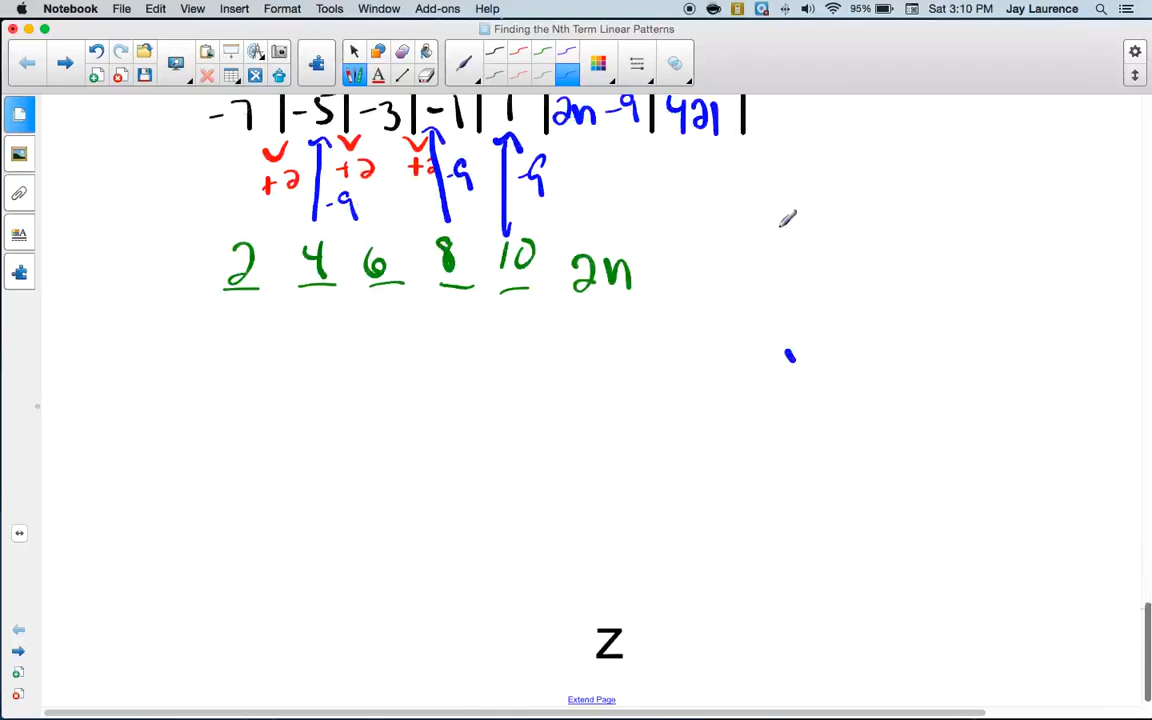 Notebook File Edit View Insert Format Tools Window Add-ons Help 95% Sat 3:10 PM Jay Laurence
Finding the Nth Term Linear Patterns
-7 | -5 | -3 | -1 | 1 | 2n -9 | 421 |
+2 +2 +2 -9 -9
-9
2 4 6 8 10 2n
z
Extend Page